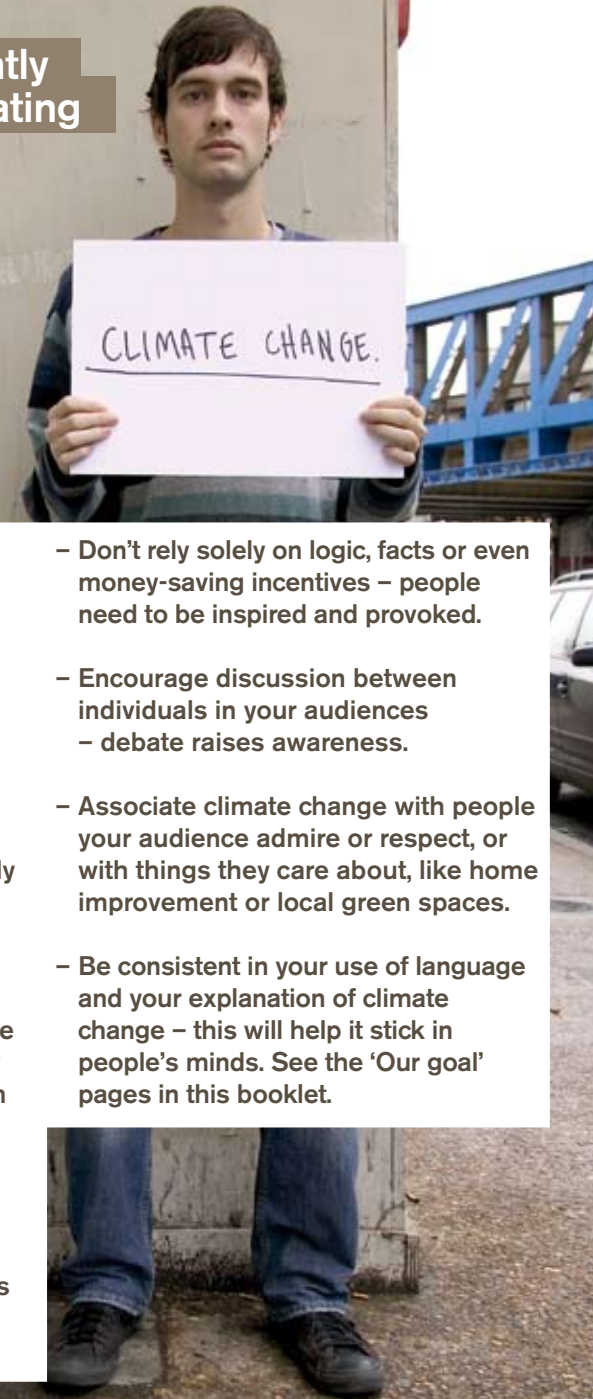 CLIMATE CHANGE.
– Don’t rely solely on logic, facts or even
money-saving incentives – people
need to be inspired and provoked.
– Encourage discussion between
individuals in your audiences
– debate raises awareness.
– Associate climate change with people
your audience admire or respect, or
with things they care about, like home
improvement or local green spaces.
– Be consistent in your use of language
and your explanation of climate
change – this will help it stick in
people’s minds. See the ‘Our goal’
pages in this booklet.